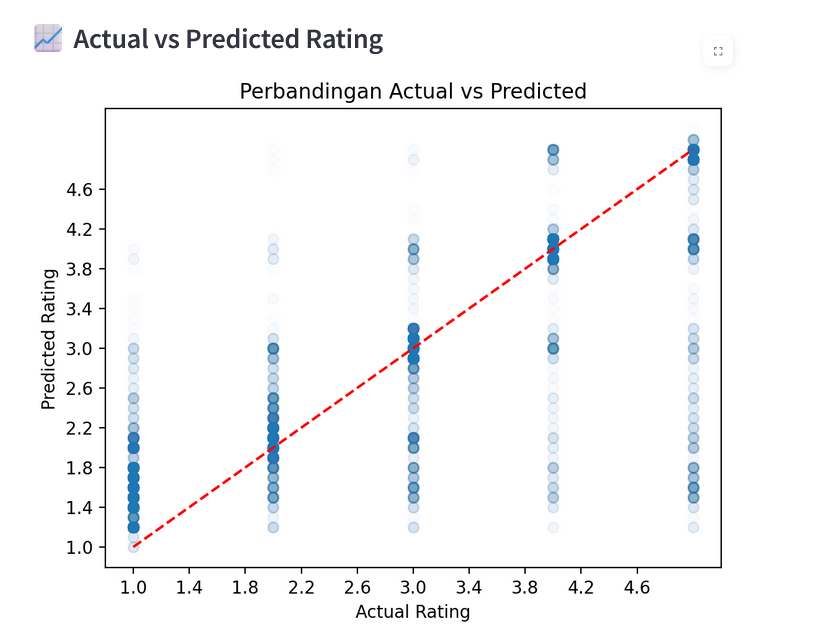 📈 Actual vs Predicted Rating
Perbandingan Actual vs Predicted
Predicted Rating
4.6
4.2
3.8
3.4
3.0
2.6
2.2
1.8
1.4
1.0
1.0 1.4 1.8 2.2 2.6 3.0 3.4 3.8 4.2 4.6
Actual Rating